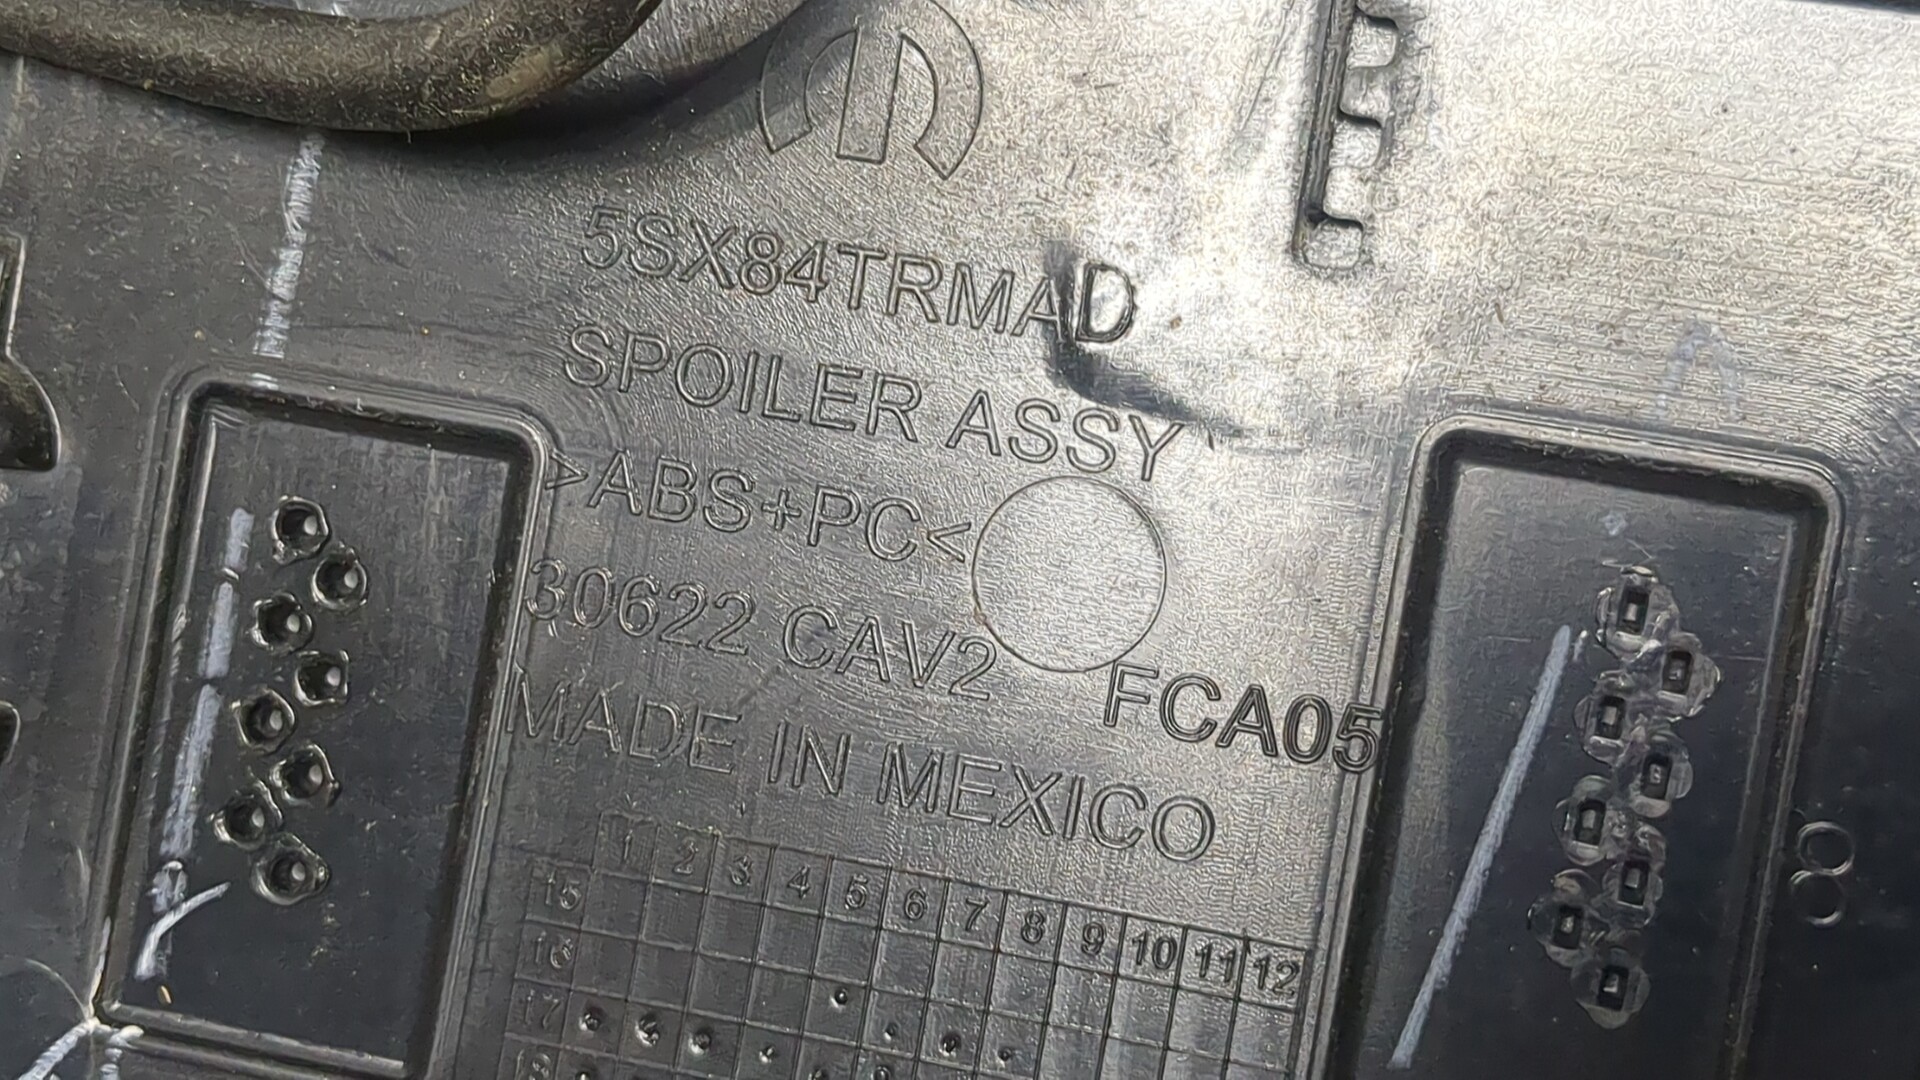 5SX84TRMAD
SPOILER ASSY
>ABS+PC<
30622 CAV2 FCA05
MADE IN MEXICO
1 2 3 4 5 6 7 8 9 10 11 12
15
16
17
18
8